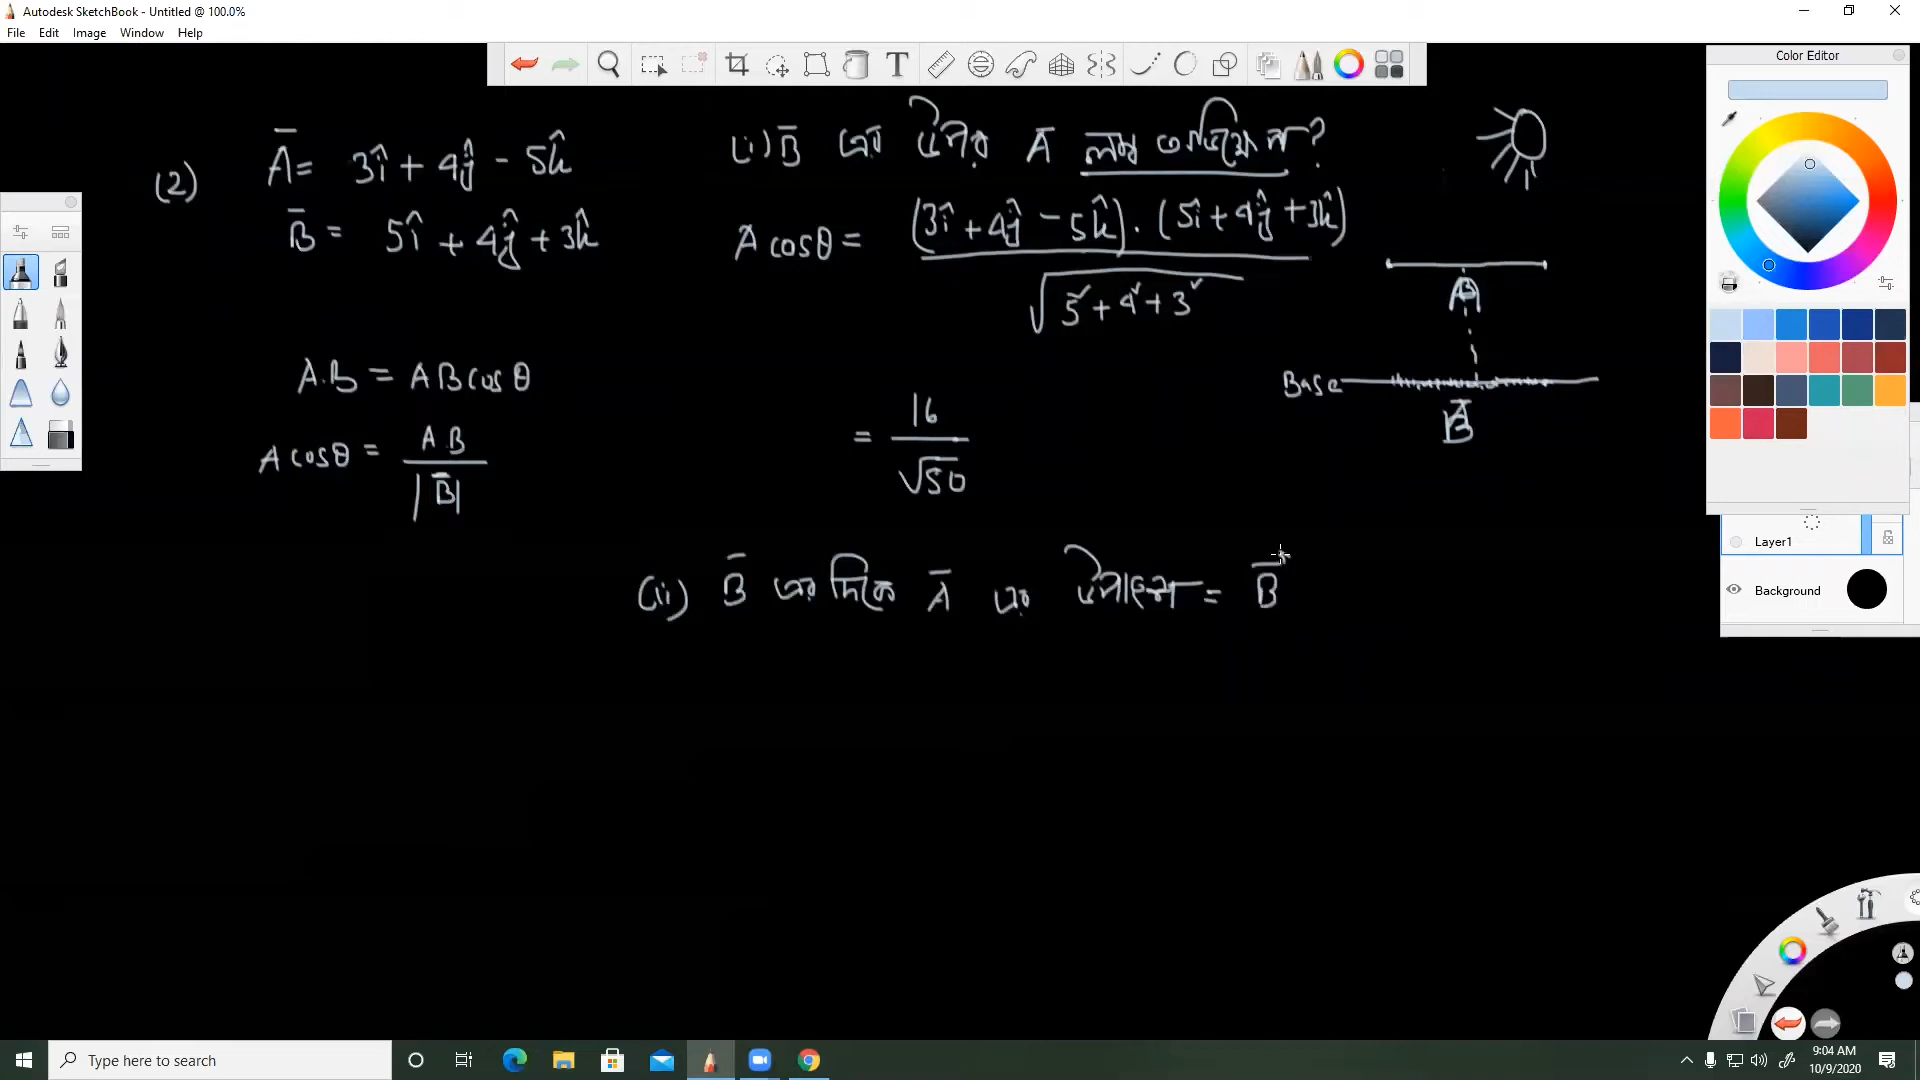 Autodesk SketchBook - Untitled @ 100.0%
File Edit Image Window Help
Color Editor
(2) A̅ = 3î + 4ĵ - 5k̂
B̅ = 5î + 4ĵ + 3k̂
A.B = AB cos θ
A cosθ = A.B / |B̅|
(i) B̅ এর উপর A̅ লম্ব অভিক্ষেপ?
A cosθ = (3î + 4ĵ - 5k̂) . (5î + 4ĵ + 3k̂) / √5² + 4² + 3²
= 16 / √50
A
Base
B̅
(ii) B̅ এর দিকে A̅ এর উপাংশ = B̅
Layer1
Background
Type here to search
9:04 AM
10/9/2020